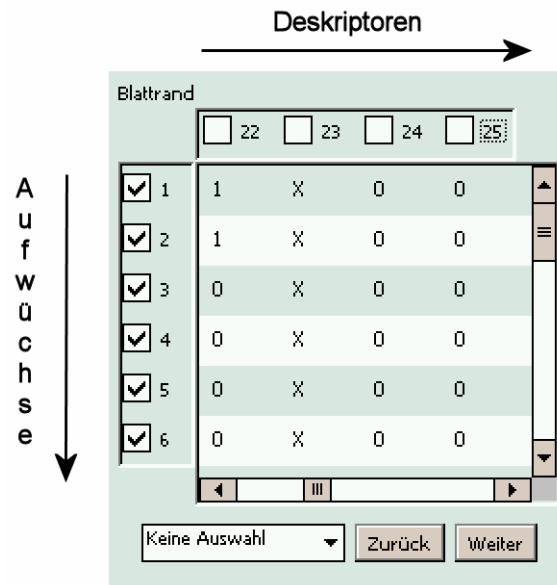 Deskriptoren
Blattrand
22 23 24 25
Aufwüchse
1 1 X 0 0
2 1 X 0 0
3 0 X 0 0
4 0 X 0 0
5 0 X 0 0
6 0 X 0 0
Keine Auswahl Zurück Weiter